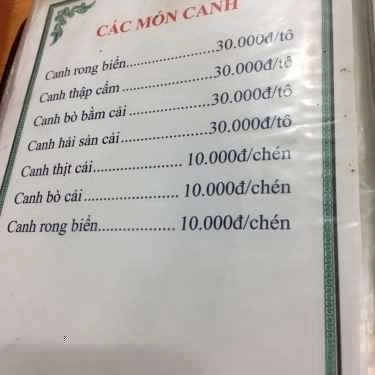 CÁC MÓN CANH
Canh rong biển....................30.000đ/tô
Canh thập cẩm....................30.000đ/tô
Canh bò bằm cải..................30.000đ/tô
Canh hải sản cải...................30.000đ/tô
Canh thịt cải..................... 10.000đ/chén
Canh bò cải...................... 10.000đ/chén
Canh rong biển.................. 10.000đ/chén